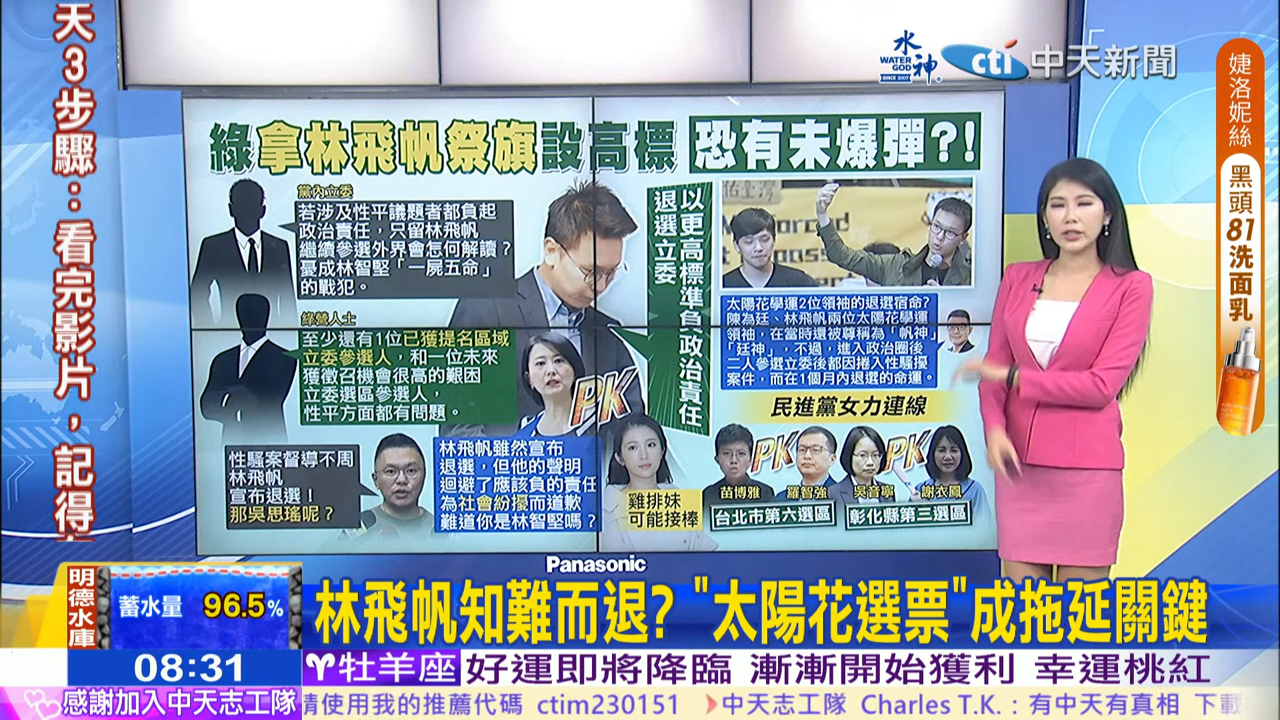 天3步驟：看完影片，記得
水神
WATER GOD
SINCE 2007
cti 中天新聞
婕洛妮絲
黑頭81洗面乳
綠拿林飛帆祭旗設高標 恐有未爆彈?!
黨內立委
若涉及性平議題者都負起
政治責任，只留林飛帆
繼續參選外界會怎何解讀？
憂成林智堅「一屍五命」
的戰犯。
綠營人士
至少還有1位已獲提名區域
立委參選人，和一位未來
獲徵召機會很高的艱困
立委選區參選人，
性平方面都有問題。
以更高標準負政治責任
退選立委
PK
太陽花學運2位領袖的退選宿命？
陳為廷、林飛帆兩位太陽花學運
領袖，在當時還被尊稱為「帆神」
「廷神」，不過，進入政治圈後
二人參選立委後都因捲入性騷擾
案件，而在1個月內退選的命運。
民進黨女力連線
性騷案督導不周
林飛帆
宣布退選！
那吳思瑤呢？
林飛帆雖然宣布
退選，但他的聲明
迴避了應該負的責任
為社會紛擾而道歉
難道你是林智堅嗎？
雞排妹
可能接棒
PK
PK
苗博雅
羅智強
吳音寧
謝衣鳳
台北市第六選區
彰化縣第三選區
Panasonic
明德水庫
蓄水量 96.5%
林飛帆知難而退? "太陽花選票"成拖延關鍵
08:31
♈牡羊座 好運即將降臨 漸漸開始獲利 幸運桃紅
感謝加入中天志工隊
請使用我的推薦代碼 ctim230151 》中天志工隊 Charles T.K.：有中天有真相 下載